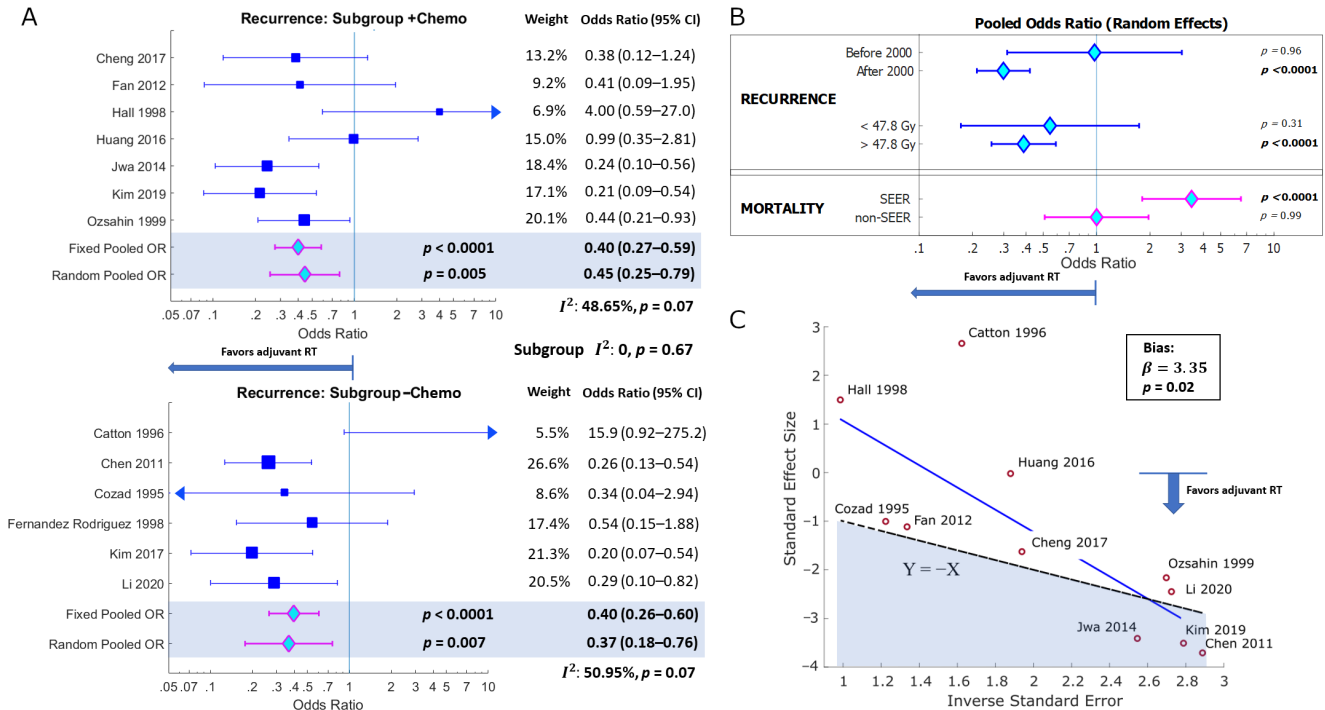 A
Recurrence: Subgroup +Chemo Weight Odds Ratio (95% CI)
Cheng 2017 13.2% 0.38 (0.12–1.24)
Fan 2012 9.2% 0.41 (0.09–1.95)
Hall 1998 6.9% 4.00 (0.59–27.0)
Huang 2016 15.0% 0.99 (0.35–2.81)
Jwa 2014 18.4% 0.24 (0.10–0.56)
Kim 2019 17.1% 0.21 (0.09–0.54)
Ozsahin 1999 20.1% 0.44 (0.21–0.93)
Fixed Pooled OR p < 0.0001 0.40 (0.27–0.59)
Random Pooled OR p = 0.005 0.45 (0.25–0.79)
.05 .07 .1 .2 .3 .4 .5 .7 1 2 3 4 5 7 10
I²: 48.65%, p = 0.07
Odds Ratio
Favors adjuvant RT
Subgroup I²: 0, p = 0.67
Recurrence: Subgroup–Chemo Weight Odds Ratio (95% CI)
Catton 1996 5.5% 15.9 (0.92–275.2)
Chen 2011 26.6% 0.26 (0.13–0.54)
Cozad 1995 8.6% 0.34 (0.04–2.94)
Fernandez Rodriguez 1998 17.4% 0.54 (0.15–1.88)
Kim 2017 21.3% 0.20 (0.07–0.54)
Li 2020 20.5% 0.29 (0.10–0.82)
Fixed Pooled OR p < 0.0001 0.40 (0.26–0.60)
Random Pooled OR p = 0.007 0.37 (0.18–0.76)
I²: 50.95%, p = 0.07
.05 .07 .1 .2 .3 .4 .5 .7 1 2 3 4 5 7 10
Odds Ratio
B
Pooled Odds Ratio (Random Effects)
Before 2000 p = 0.96
After 2000 p <0.0001
RECURRENCE
< 47.8 Gy p = 0.31
> 47.8 Gy p <0.0001
SEER p <0.0001
MORTALITY
non-SEER p = 0.99
.1 .2 .3 .4 .5 .7 1 2 3 4 5 7 10
Odds Ratio
Favors adjuvant RT
C
Standard Effect Size
3
2
1
0
−1
−2
−3
−4
Catton 1996
Bias:
β = 3.35
p = 0.02
Hall 1998
Huang 2016
Favors adjuvant RT
Cozad 1995
Fan 2012
Cheng 2017
Y = −X
Ozsahin 1999
Li 2020
Jwa 2014
Kim 2019
Chen 2011
1 1.2 1.4 1.6 1.8 2 2.2 2.4 2.6 2.8 3
Inverse Standard Error